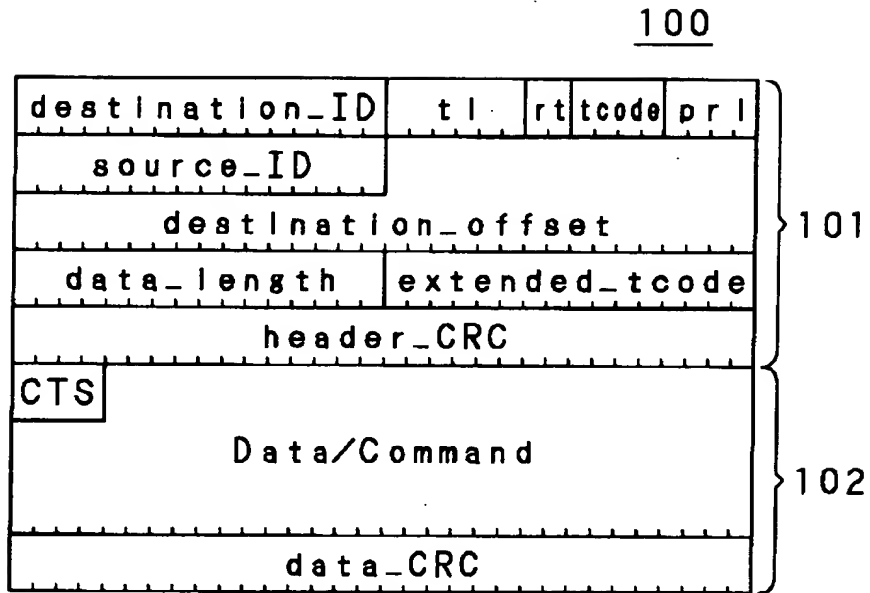 100
destination_ID tl rt tcode pri
source_ID
destination_offset
101
data_length extended_tcode
header_CRC
CTS
Data/Command
102
data_CRC